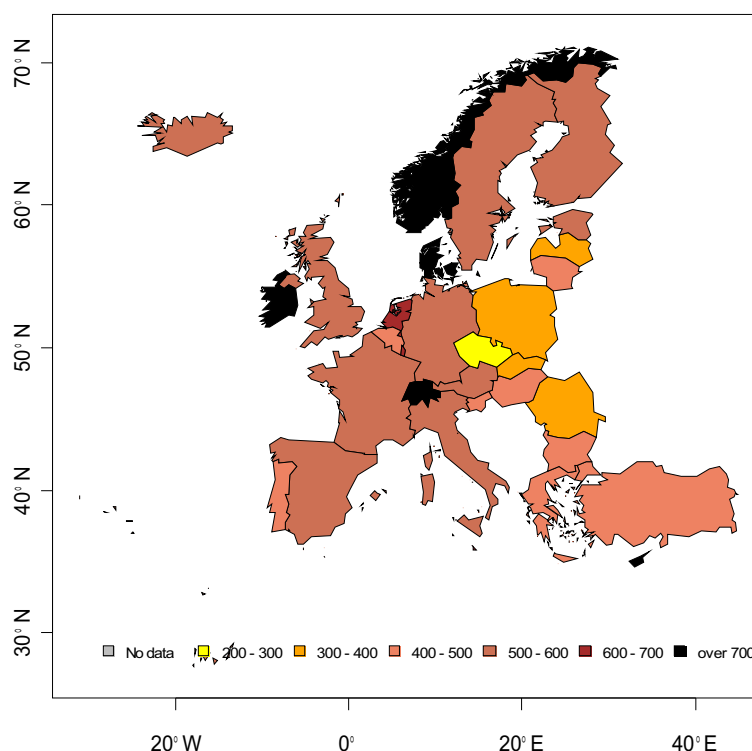 70° N
60° N
50° N
40° N
30° N
No data
200 - 300
300 - 400
400 - 500
500 - 600
600 - 700
over 700
20° W
0°
20° E
40° E